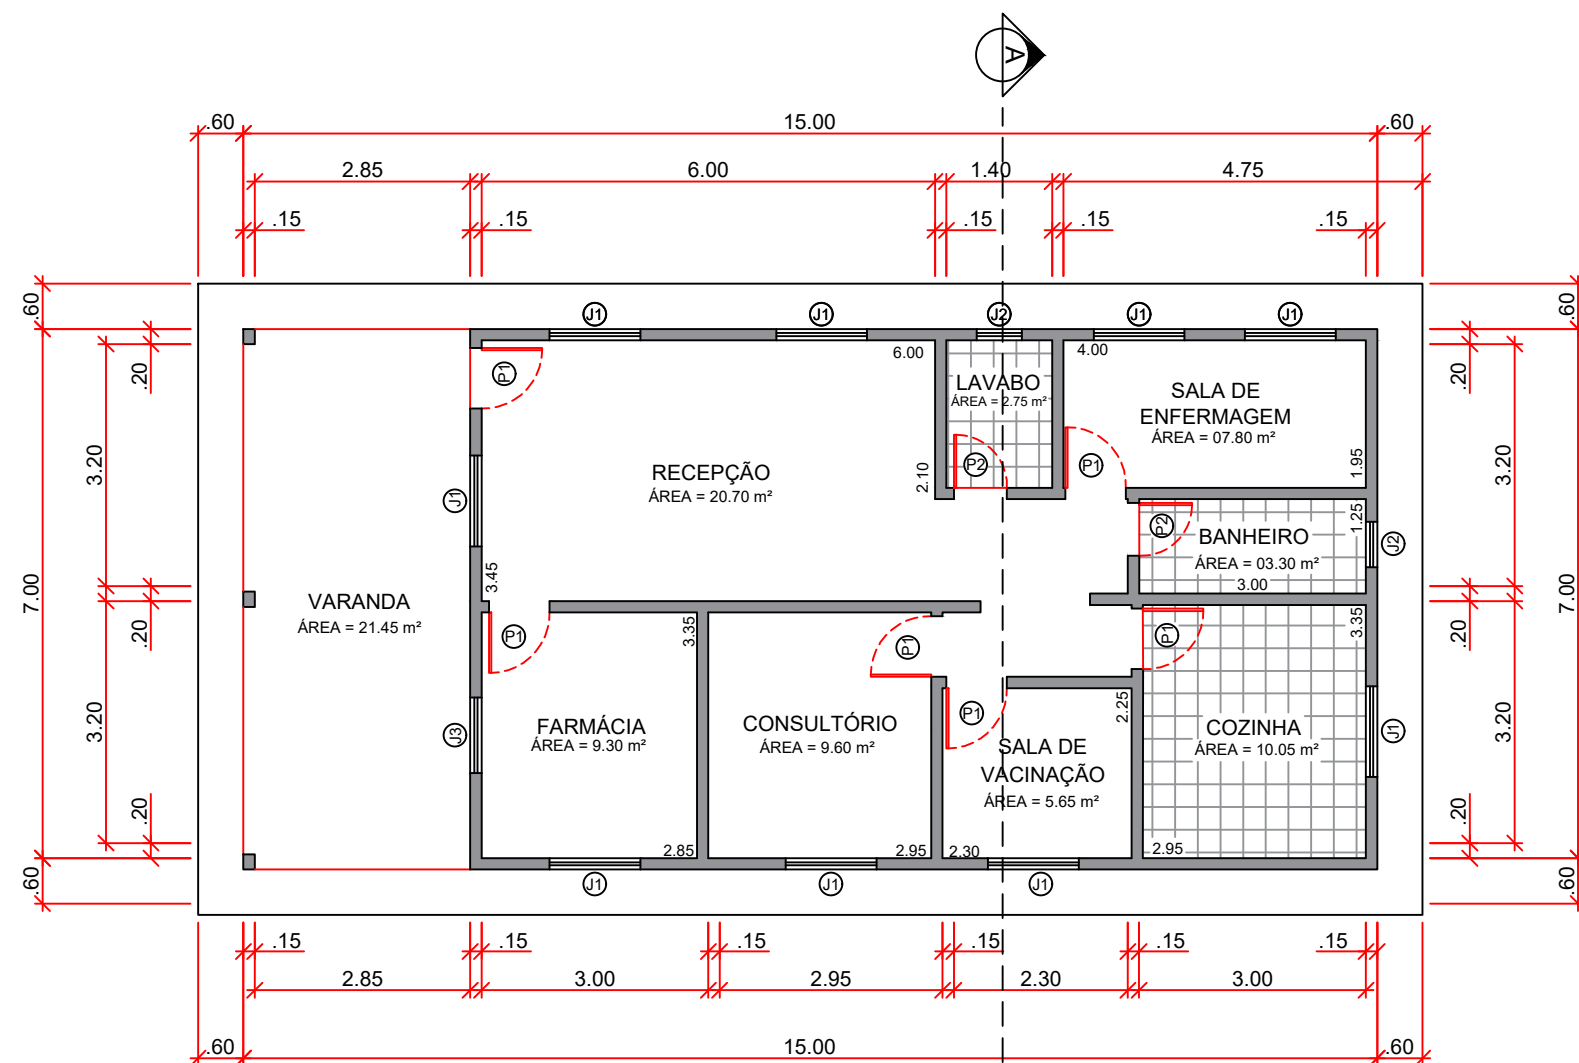 A
.60
15.00
.60
2.85
6.00
1.40
4.75
.15
.15
.15
.15
.15
.60
.60
J1
J1
J2
J1
J1
.20
.20
P1
6.00
LAVABO
ÁREA = 2.75 m²
4.00
SALA DE
ENFERMAGEM
ÁREA = 07.80 m²
3.20
3.20
RECEPÇÃO
ÁREA = 20.70 m²
2.10
P2
P1
1.95
J1
1.25
P2
BANHEIRO
ÁREA = 03.30 m²
3.00
J2
7.00
7.00
3.45
VARANDA
ÁREA = 21.45 m²
.20
.20
P1
3.35
P1
P1
3.35
3.20
3.20
J3
FARMÁCIA
ÁREA = 9.30 m²
CONSULTÓRIO
ÁREA = 9.60 m²
P1
2.25
SALA DE
VACINAÇÃO
ÁREA = 5.65 m²
COZINHA
ÁREA = 10.05 m²
J1
.20
.20
2.85
2.95
2.30
2.95
J1
J1
J1
.60
.60
.15
.15
.15
.15
.15
.15
2.85
3.00
2.95
2.30
3.00
.60
15.00
.60